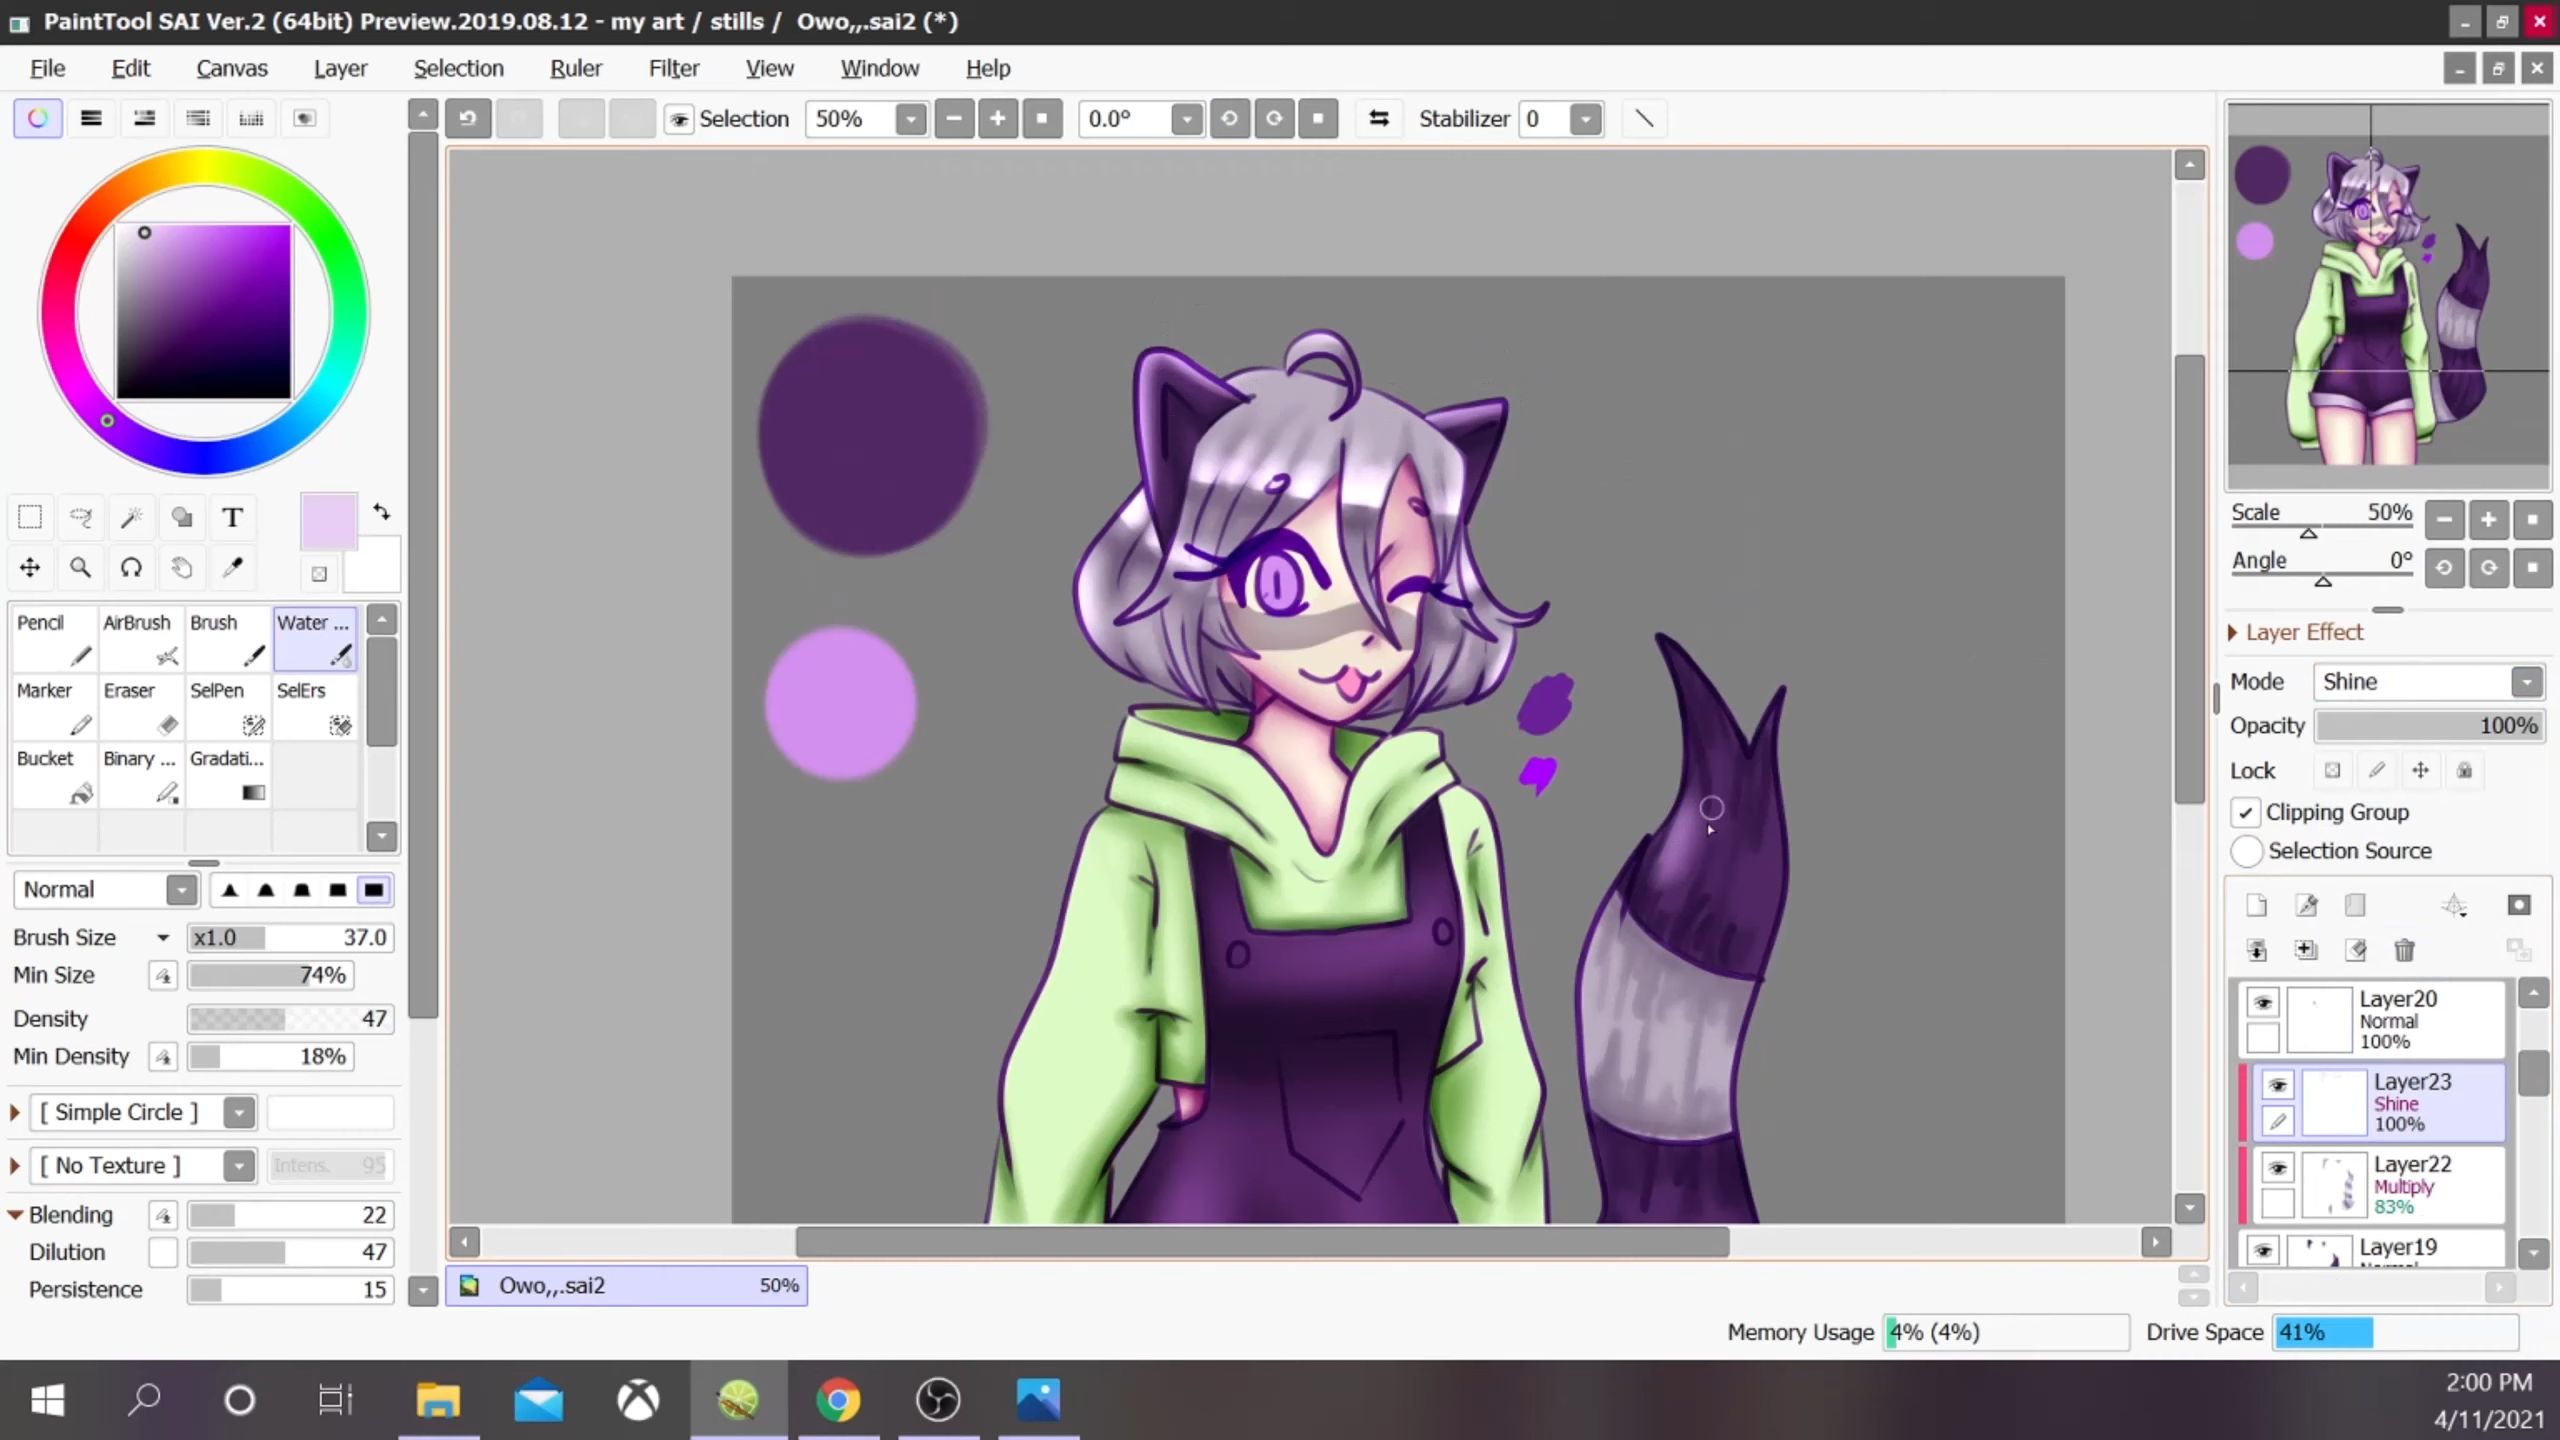 PaintTool SAI Ver.2 (64bit) Preview.2019.08.12 - my art / stills / Owo,,.sai2 (*)
File Edit Canvas Layer Selection Ruler Filter View Window Help
Selection 50% 0.0° Stabilizer 0
T
Pencil AirBrush Brush Water ...
Marker Eraser SelPen SelErs
Bucket Binary ... Gradati...
Normal
Brush Size x1.0 37.0
Min Size 74%
Density 47
Min Density 18%
[ Simple Circle ]
[ No Texture ] Intens. 95
Blending 22
Dilution 47
Persistence 15
Owo,,.sai2 50%
Scale 50%
Angle 0°
Layer Effect
Mode Shine
Opacity 100%
Lock
Clipping Group
Selection Source
Layer20
Normal
100%
Layer23
Shine
100%
Layer22
Multiply
83%
Layer19
Memory Usage 4% (4%) Drive Space 41%
2:00 PM
4/11/2021